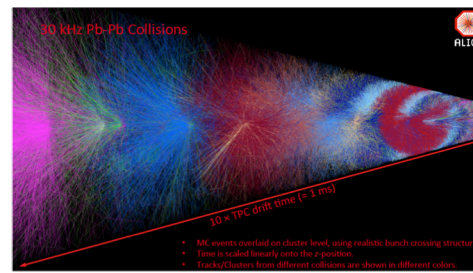 30 kHz Pb-Pb Collisions
ALIC
10 × TPC drift time (= 1 ms)
• MC events overlaid on cluster level, using realistic bunch crossing structur
• Time is scaled linearly onto the z-position.
• Tracks/Clusters from different collisions are shown in different colors.